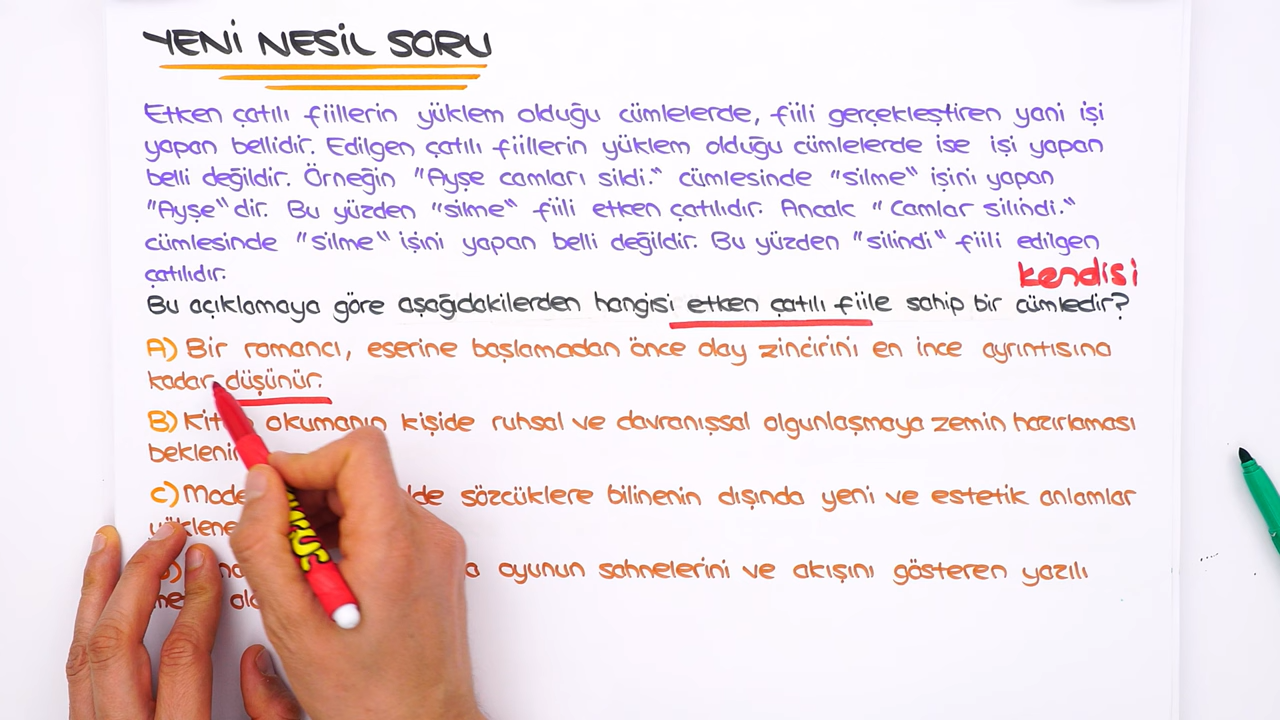 YENİ NESİL SORU
Etken çatılı fiillerin yüklem olduğu cümlelerde, fiili gerçekleştiren yani işi
yapan bellidir. Edilgen çatılı fiillerin yüklem olduğu cümlelerde ise işi yapan
belli değildir. Örneğin "Ayşe camları sildi." cümlesinde "silme" işini yapan
"Ayşe"dir. Bu yüzden "silme" fiili etken çatılıdır. Ancak "Camlar silindi."
cümlesinde "silme" işini yapan belli değildir. Bu yüzden "silindi" fiili edilgen
çatılıdır.
kendisi
Bu açıklamaya göre aşağıdakilerden hangisi etken çatılı fiile sahip bir cümledir?
A) Bir romancı, eserine başlamadan önce olay zincirini en ince ayrıntısına
kadar düşünür.
B) okumanın kişide ruhsal ve davranışsal olgunlaşmaya zemin hazırlaması
C) sözcüklere bilinenin dışında yeni ve estetik anlamlar
oyunun sahnelerini ve akışını gösteren yazılı